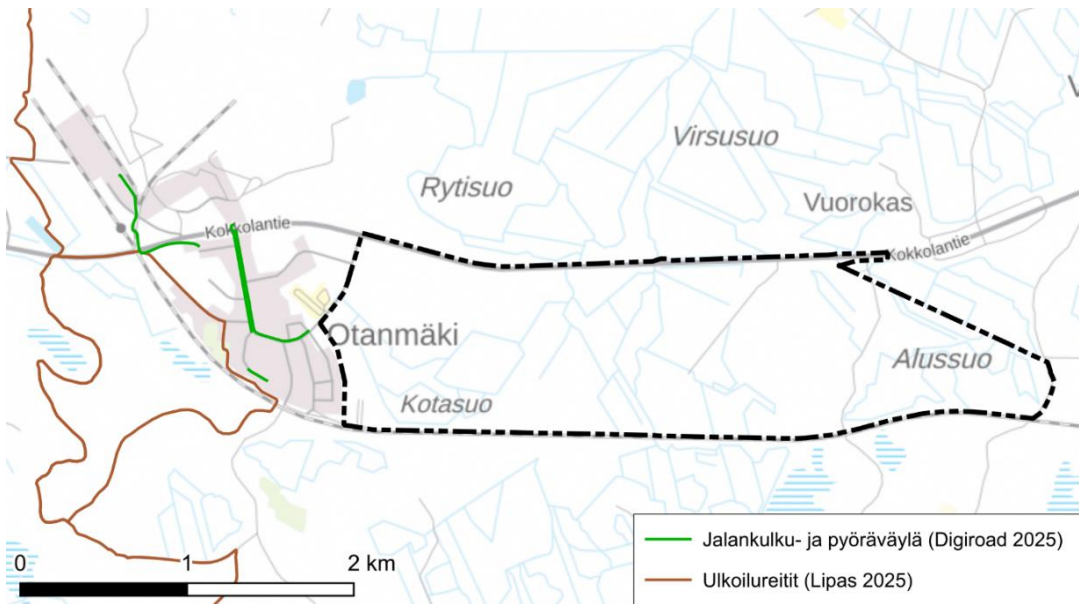 Virsusuo
Rytisuo
Vuorokas
V
Kokkolantie
Kokkolantie
Otanmäki
Alussuo
Kotasuo
0 1 2 km
Jalankulku- ja pyöräväylä (Digiroad 2025)
Ulkoilureitit (Lipas 2025)